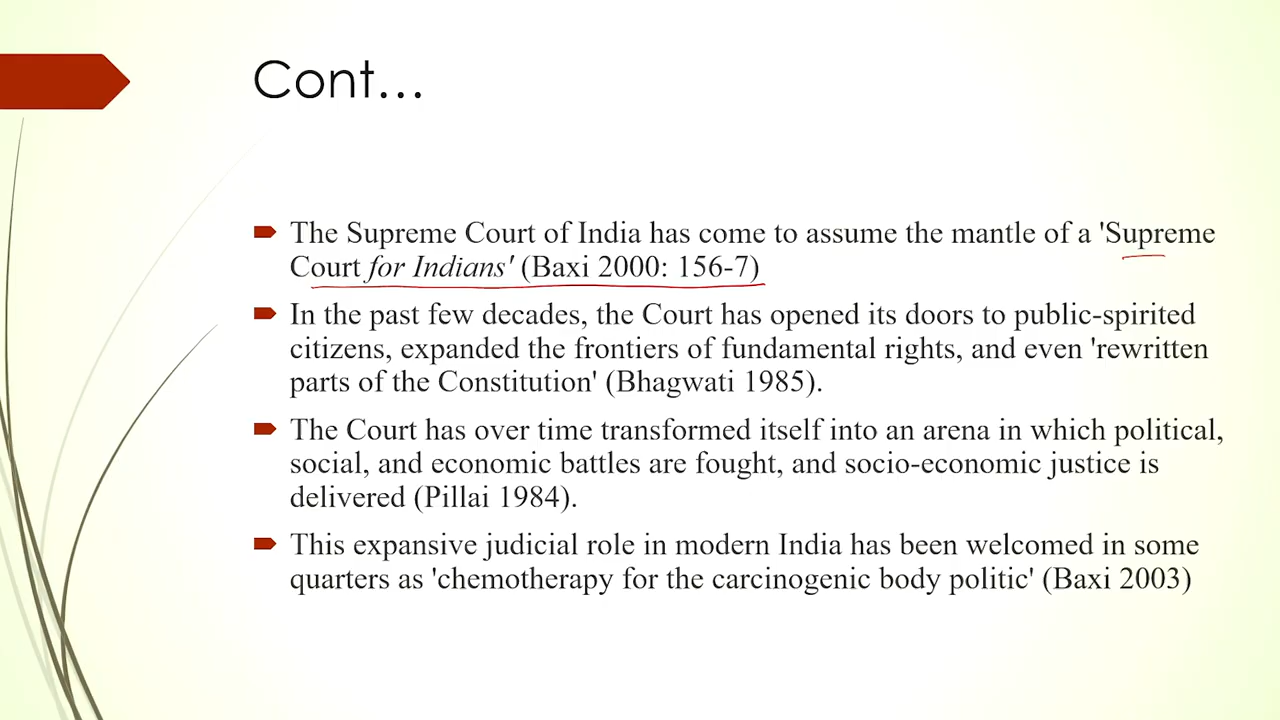 Cont…
The Supreme Court of India has come to assume the mantle of a 'Supreme
Court for Indians' (Baxi 2000: 156-7)
In the past few decades, the Court has opened its doors to public-spirited
citizens, expanded the frontiers of fundamental rights, and even 'rewritten
parts of the Constitution' (Bhagwati 1985).
The Court has over time transformed itself into an arena in which political,
social, and economic battles are fought, and socio-economic justice is
delivered (Pillai 1984).
This expansive judicial role in modern India has been welcomed in some
quarters as 'chemotherapy for the carcinogenic body politic' (Baxi 2003)